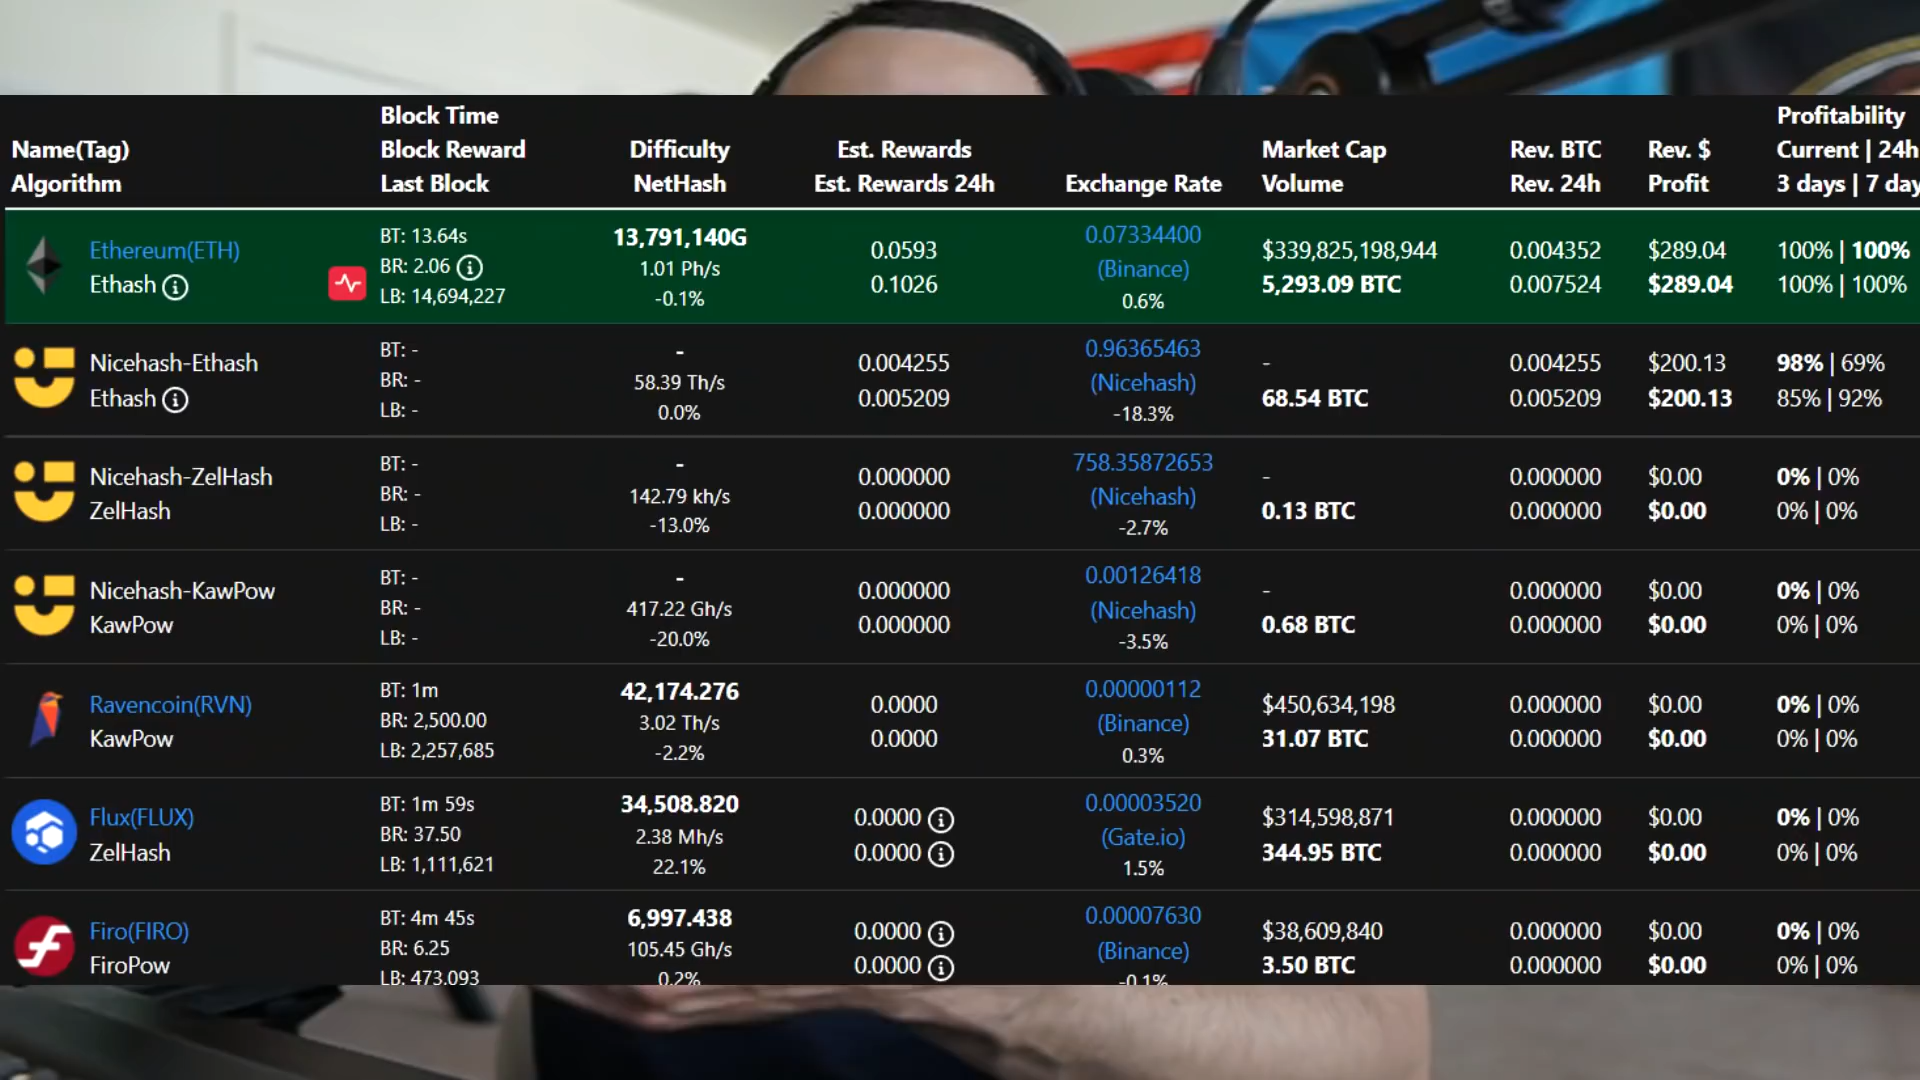 Name(Tag)
Algorithm
Block Time
Block Reward
Last Block
Difficulty
NetHash
Est. Rewards
Est. Rewards 24h
Exchange Rate
Market Cap
Volume
Rev. BTC
Rev. 24h
Rev. $
Profit
Profitability
Current | 24h
3 days | 7 day
Ethereum(ETH)
Ethash
BT: 13.64s
BR: 2.06
LB: 14,694,227
13,791,140G
1.01 Ph/s
-0.1%
0.0593
0.1026
0.07334400
(Binance)
0.6%
$339,825,198,944
5,293.09 BTC
0.004352
0.007524
$289.04
$289.04
100% | 100%
100% | 100%
Nicehash-Ethash
Ethash
BT: -
BR: -
LB: -
-
58.39 Th/s
0.0%
0.004255
0.005209
0.96365463
(Nicehash)
-18.3%
-
68.54 BTC
0.004255
0.005209
$200.13
$200.13
98% | 69%
85% | 92%
Nicehash-ZelHash
ZelHash
BT: -
BR: -
LB: -
-
142.79 kh/s
-13.0%
0.000000
0.000000
758.35872653
(Nicehash)
-2.7%
-
0.13 BTC
0.000000
0.000000
$0.00
$0.00
0% | 0%
0% | 0%
Nicehash-KawPow
KawPow
BT: -
BR: -
LB: -
-
417.22 Gh/s
-20.0%
0.000000
0.000000
0.00126418
(Nicehash)
-3.5%
-
0.68 BTC
0.000000
0.000000
$0.00
$0.00
0% | 0%
0% | 0%
Ravencoin(RVN)
KawPow
BT: 1m
BR: 2,500.00
LB: 2,257,685
42,174.276
3.02 Th/s
-2.2%
0.0000
0.0000
0.00000112
(Binance)
0.3%
$450,634,198
31.07 BTC
0.000000
0.000000
$0.00
$0.00
0% | 0%
0% | 0%
Flux(FLUX)
ZelHash
BT: 1m 59s
BR: 37.50
LB: 1,111,621
34,508.820
2.38 Mh/s
22.1%
0.0000
0.0000
0.00003520
(Gate.io)
1.5%
$314,598,871
344.95 BTC
0.000000
0.000000
$0.00
$0.00
0% | 0%
0% | 0%
Firo(FIRO)
FiroPow
BT: 4m 45s
BR: 6.25
LB: 473,093
6,997.438
105.45 Gh/s
0.2%
0.0000
0.0000
0.00007630
(Binance)
-0.1%
$38,609,840
3.50 BTC
0.000000
0.000000
$0.00
$0.00
0% | 0%
0% | 0%